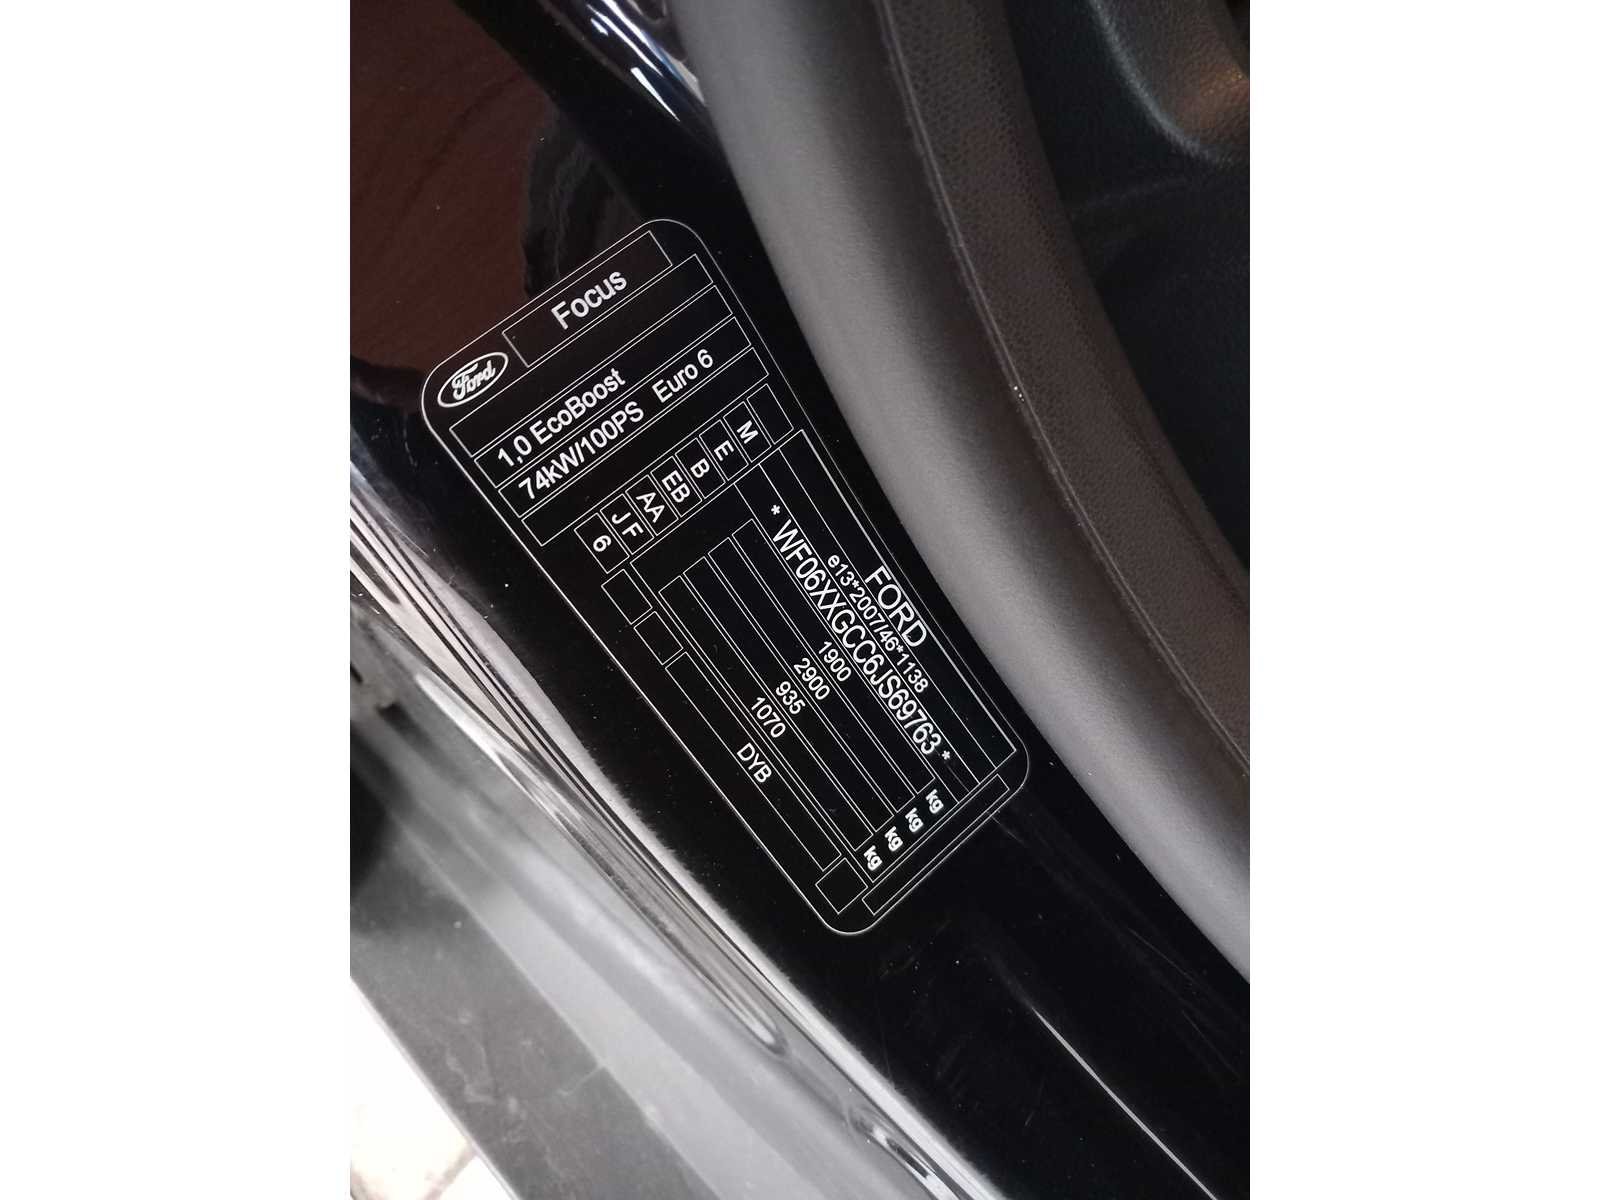 Ford
Focus
1,0 EcoBoost
74kW/100PS Euro 6
M
E
B
EB
AA
JF
6
FORD
e13*2007/46*1138
* WF06XXGCC6JS69763 *
1900 kg
2900 kg
935 kg
1070 kg
DYB